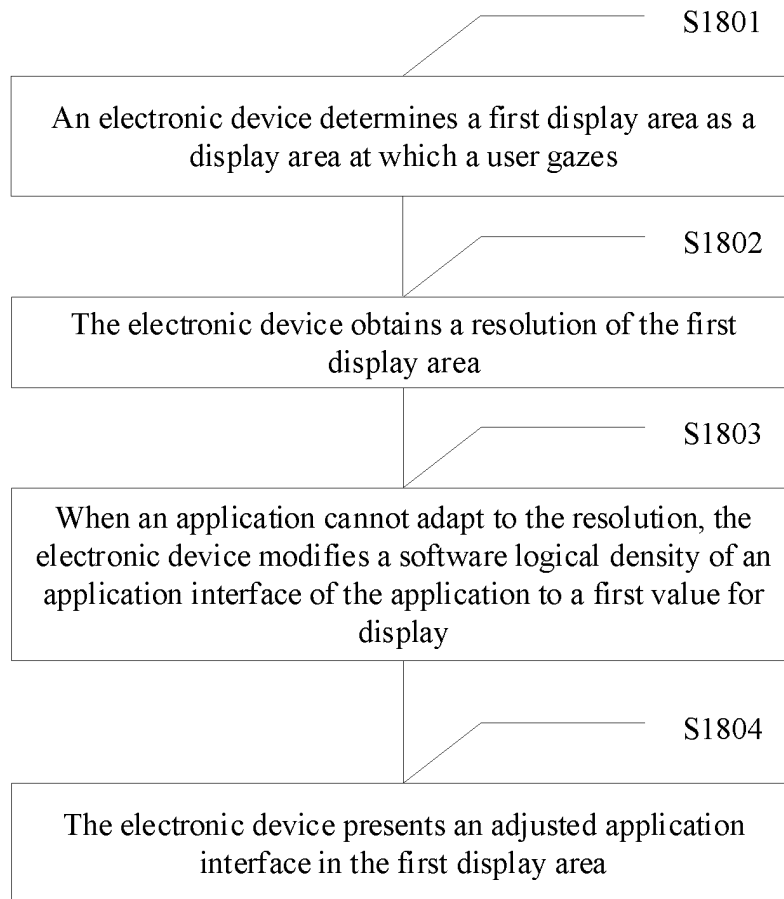 S1801
An electronic device determines a first display area as a
display area at which a user gazes
S1802
The electronic device obtains a resolution of the first
display area
S1803
When an application cannot adapt to the resolution, the
electronic device modifies a software logical density of an
application interface of the application to a first value for
display
S1804
The electronic device presents an adjusted application
interface in the first display area